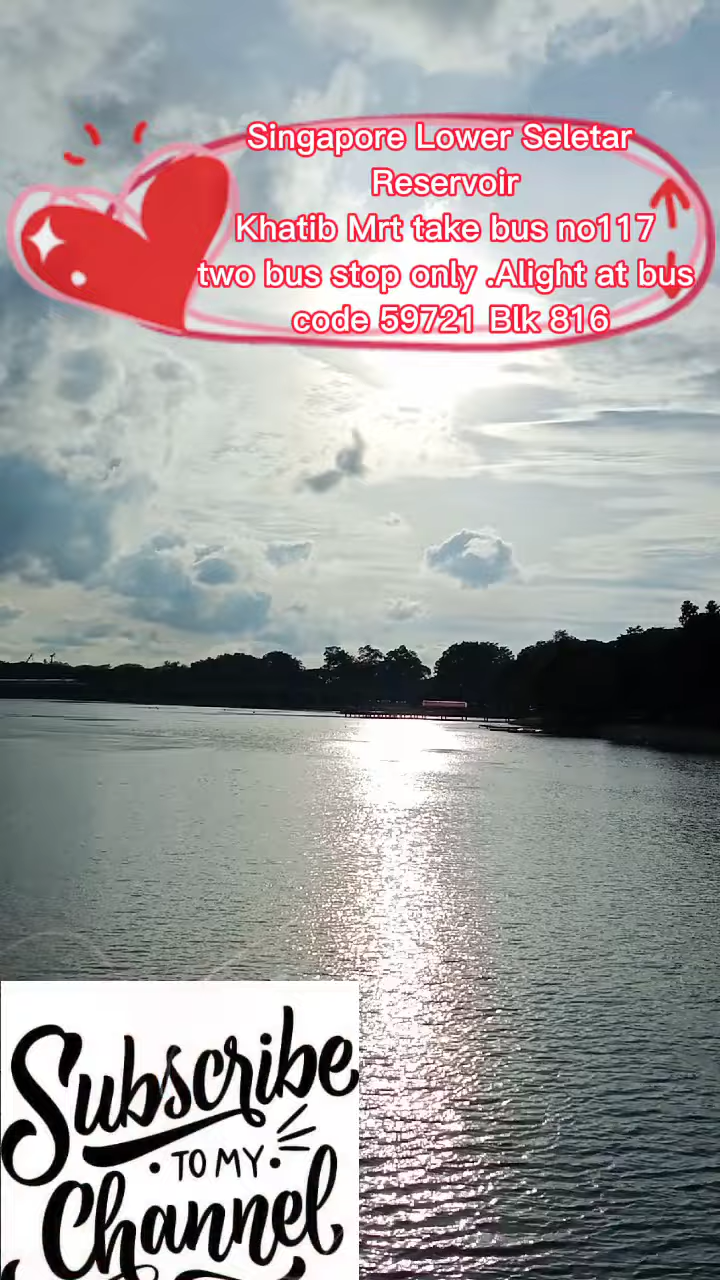 Singapore Lower Seletar
Reservoir
Khatib Mrt take bus no117
two bus stop only .Alight at bus
code 59721 Blk 816
Subscribe
TO MY
Channel